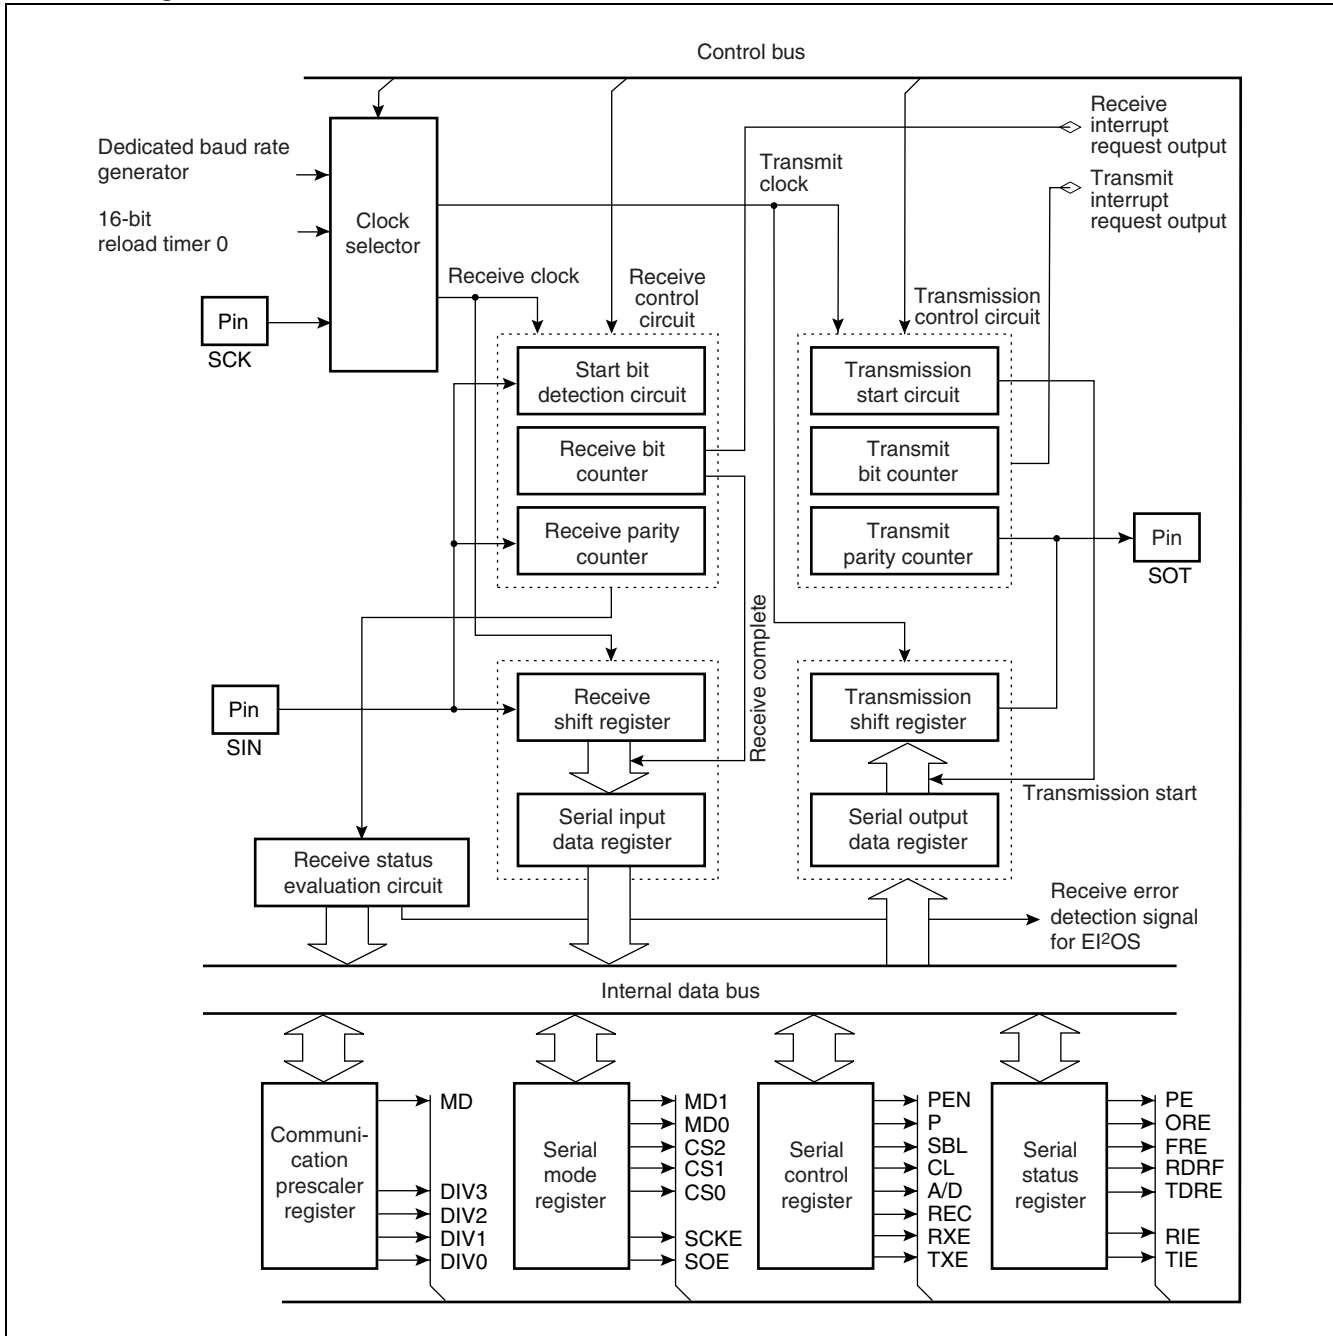 Control bus
Receive
interrupt
request output
Dedicated baud rate
generator
Transmit
clock
Transmit
interrupt
request output
16-bit
reload timer 0
Clock
selector
Receive clock
Receive
control
circuit
Transmission
control circuit
Pin
SCK
Start bit
detection circuit
Transmission
start circuit
Receive bit
counter
Transmit
bit counter
Receive parity
counter
Transmit
parity counter
Pin
SOT
Receive complete
Pin
SIN
Receive
shift register
Transmission
shift register
Transmission start
Serial input
data register
Serial output
data register
Receive status
evaluation circuit
Receive error
detection signal
for EI²OS
Internal data bus
Communi-
cation
prescaler
register
MD
DIV3
DIV2
DIV1
DIV0
Serial
mode
register
MD1
MD0
CS2
CS1
CS0
SCKE
SOE
Serial
control
register
PEN
P
SBL
CL
A/D
REC
RXE
TXE
Serial
status
register
PE
ORE
FRE
RDRF
TDRE
RIE
TIE